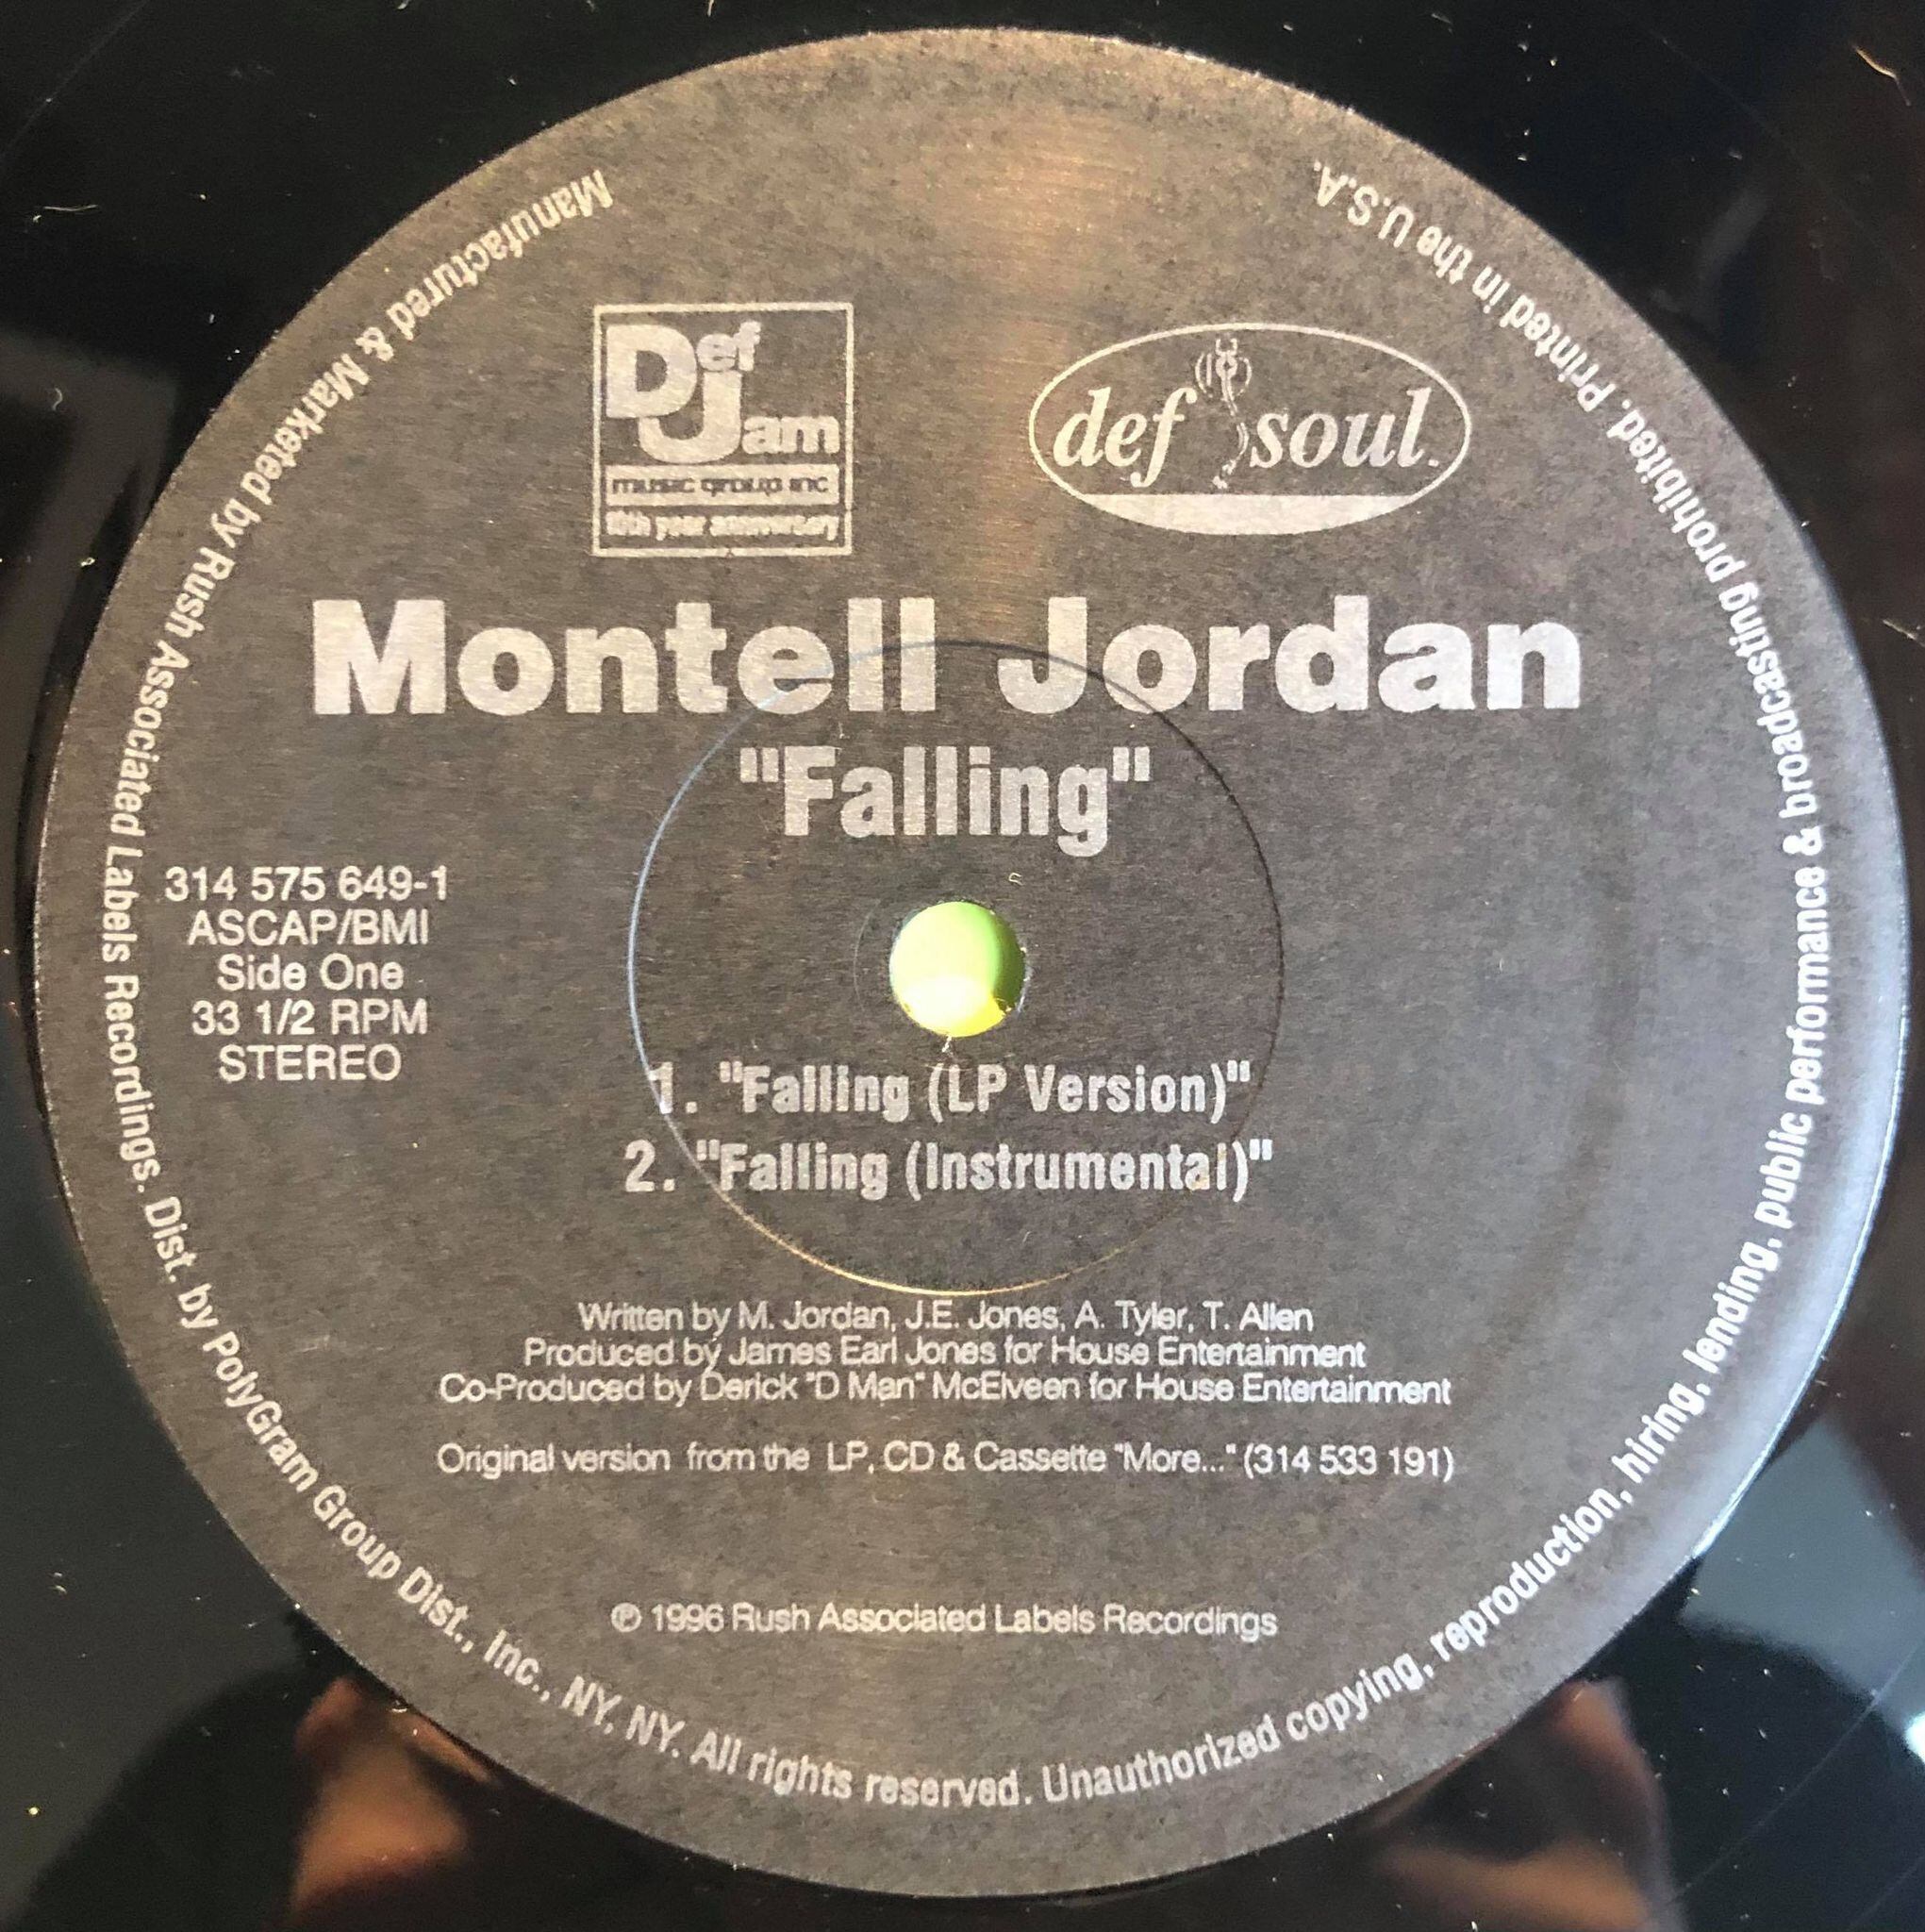 Def Jam
music group inc
10th year anniversary
def soul.
Montell Jordan
"Falling"
314 575 649-1
ASCAP/BMI
Side One
33 1/2 RPM
STEREO
1. "Falling (LP Version)"
2. "Falling (Instrumental)"
Written by M. Jordan, J.E. Jones, A. Tyler, T. Allen
Produced by James Earl Jones for House Entertainment
Co-Produced by Derick "D Man" McElveen for House Entertainment
Original version from the LP, CD & Cassette "More..." (314 533 191)
℗ 1996 Rush Associated Labels Recordings
Manufactured & Marketed by Rush Associated Labels Recordings. Dist. by PolyGram Group Dist., Inc., NY, NY. All rights reserved. Unauthorized copying, reproduction, hiring, lending, public performance & broadcasting prohibited. Printed in the U.S.A.